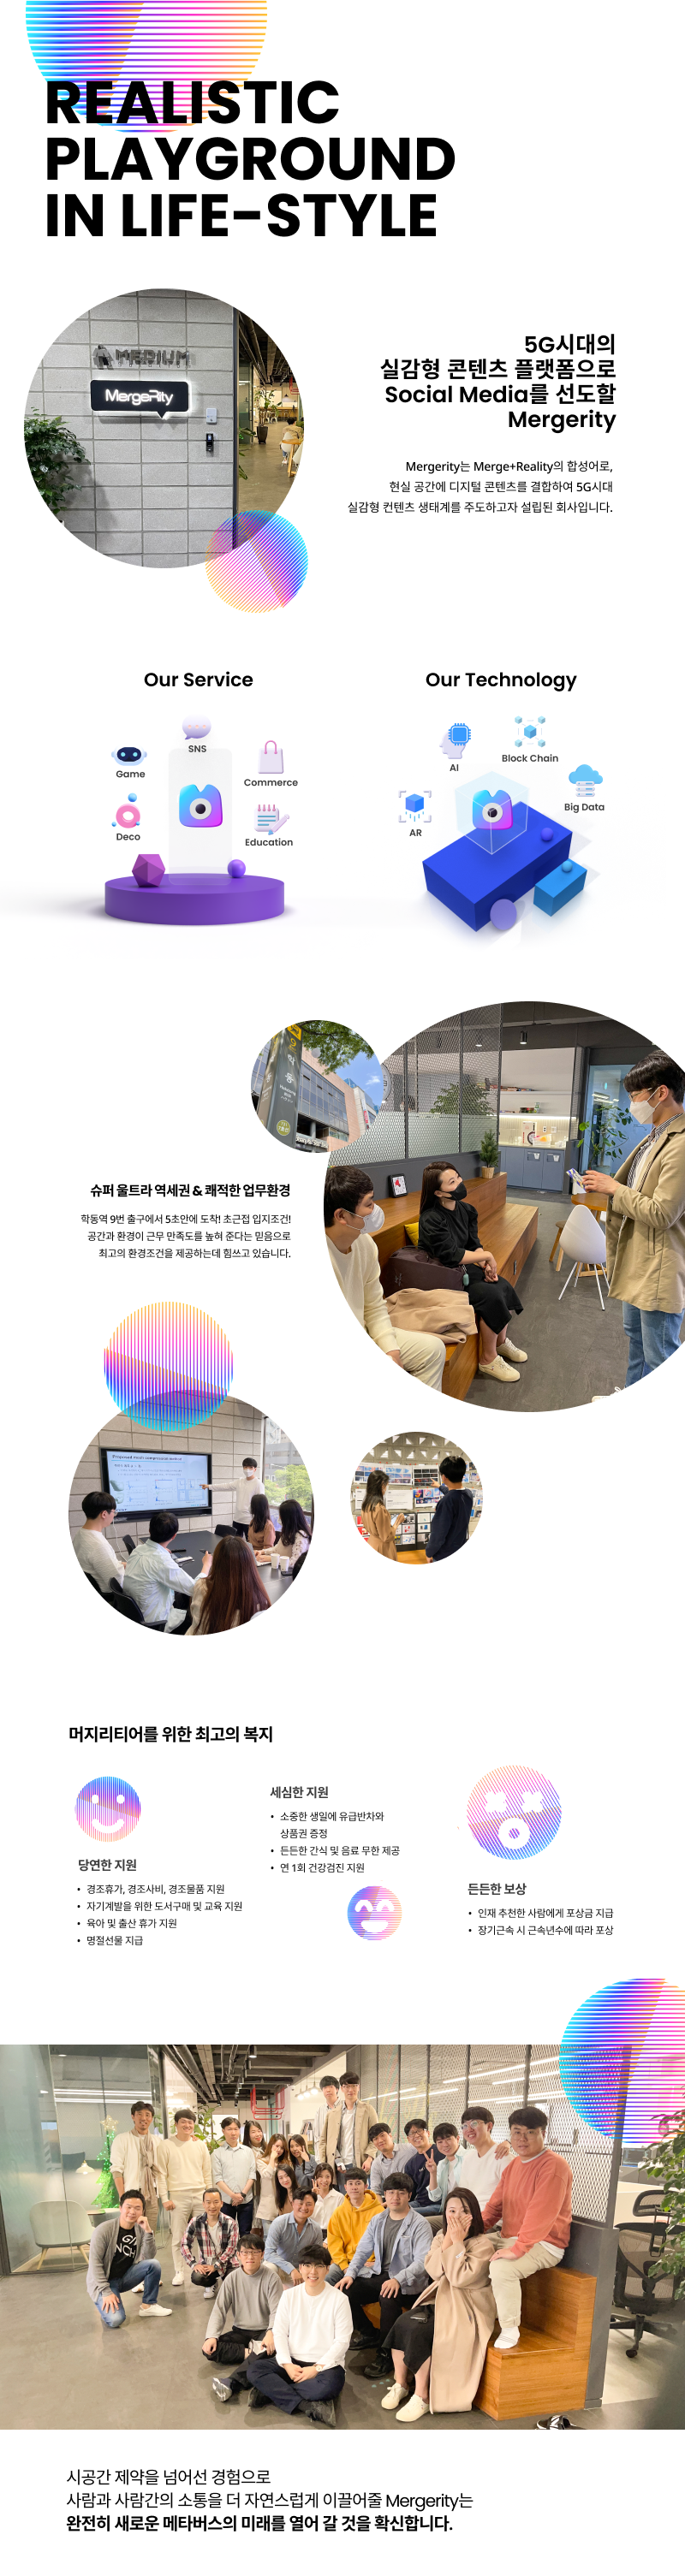 REALISTIC
PLAYGROUND
IN LIFE-STYLE
MEDIUM
MergeRity
5G시대의
실감형 콘텐츠 플랫폼으로
Social Media를 선도할
Mergerity
Mergerity는 Merge+Reality의 합성어로,
현실 공간에 디지털 콘텐츠를 결합하여 5G시대
실감형 컨텐츠 생태계를 주도하고자 설립된 회사입니다.
Our Service
SNS
Game
Commerce
Deco
Education
Our Technology
Block Chain
AI
Big Data
AR
학동
슈퍼 울트라 역세권 & 쾌적한 업무환경
학동역 9번 출구에서 5초안에 도착! 초근접 입지조건!
공간과 환경이 근무 만족도를 높혀 준다는 믿음으로
최고의 환경조건을 제공하는데 힘쓰고 있습니다.
머지리티어를 위한 최고의 복지
당연한 지원
• 경조휴가, 경조사비, 경조물품 지원
• 자기계발을 위한 도서구매 및 교육 지원
• 육아 및 출산 휴가 지원
• 명절선물 지급
세심한 지원
• 소중한 생일에 유급반차와
상품권 증정
• 든든한 간식 및 음료 무한 제공
• 연 1회 건강검진 지원
든든한 보상
• 인재 추천한 사람에게 포상금 지급
• 장기근속 시 근속년수에 따라 포상
시공간 제약을 넘어선 경험으로
사람과 사람간의 소통을 더 자연스럽게 이끌어줄 Mergerity는
완전히 새로운 메타버스의 미래를 열어 갈 것을 확신합니다.